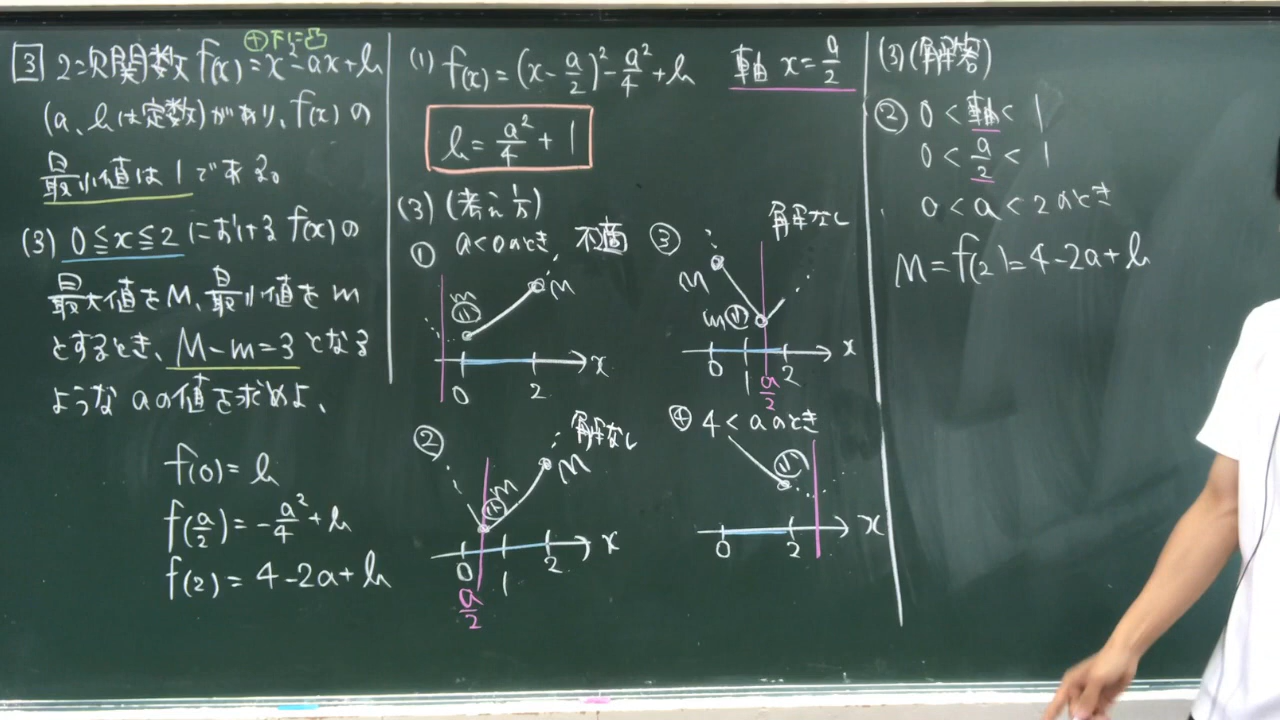 3 2次関数 f(x)=x²-ax+b
⊕下に凸
(a、bは定数)があり、f(x)の
最小値は1である。
(3) 0≦x≦2における f(x)の
最大値をM、最小値をm
とするとき、M-m=3となる
ような aの値を求めよ、
f(0)=b
f(a/2)=-a²/4+b
f(2)=4-2a+b
(1) f(x)=(x-a/2)²-a²/4+b 軸 x=a/2
b=a²/4+1
(3)(考え方)
① a<0のとき 不適
m M
0 2 x
② 解なし
m M
0 1 2 x
a/2
③ 解なし
M m
0 1 2 x
a/2
④ 4<aのとき
0 2 x
(3)(解答)
② 0<軸<1
0<a/2<1
0<a<2のとき
M=f(2)=4-2a+b